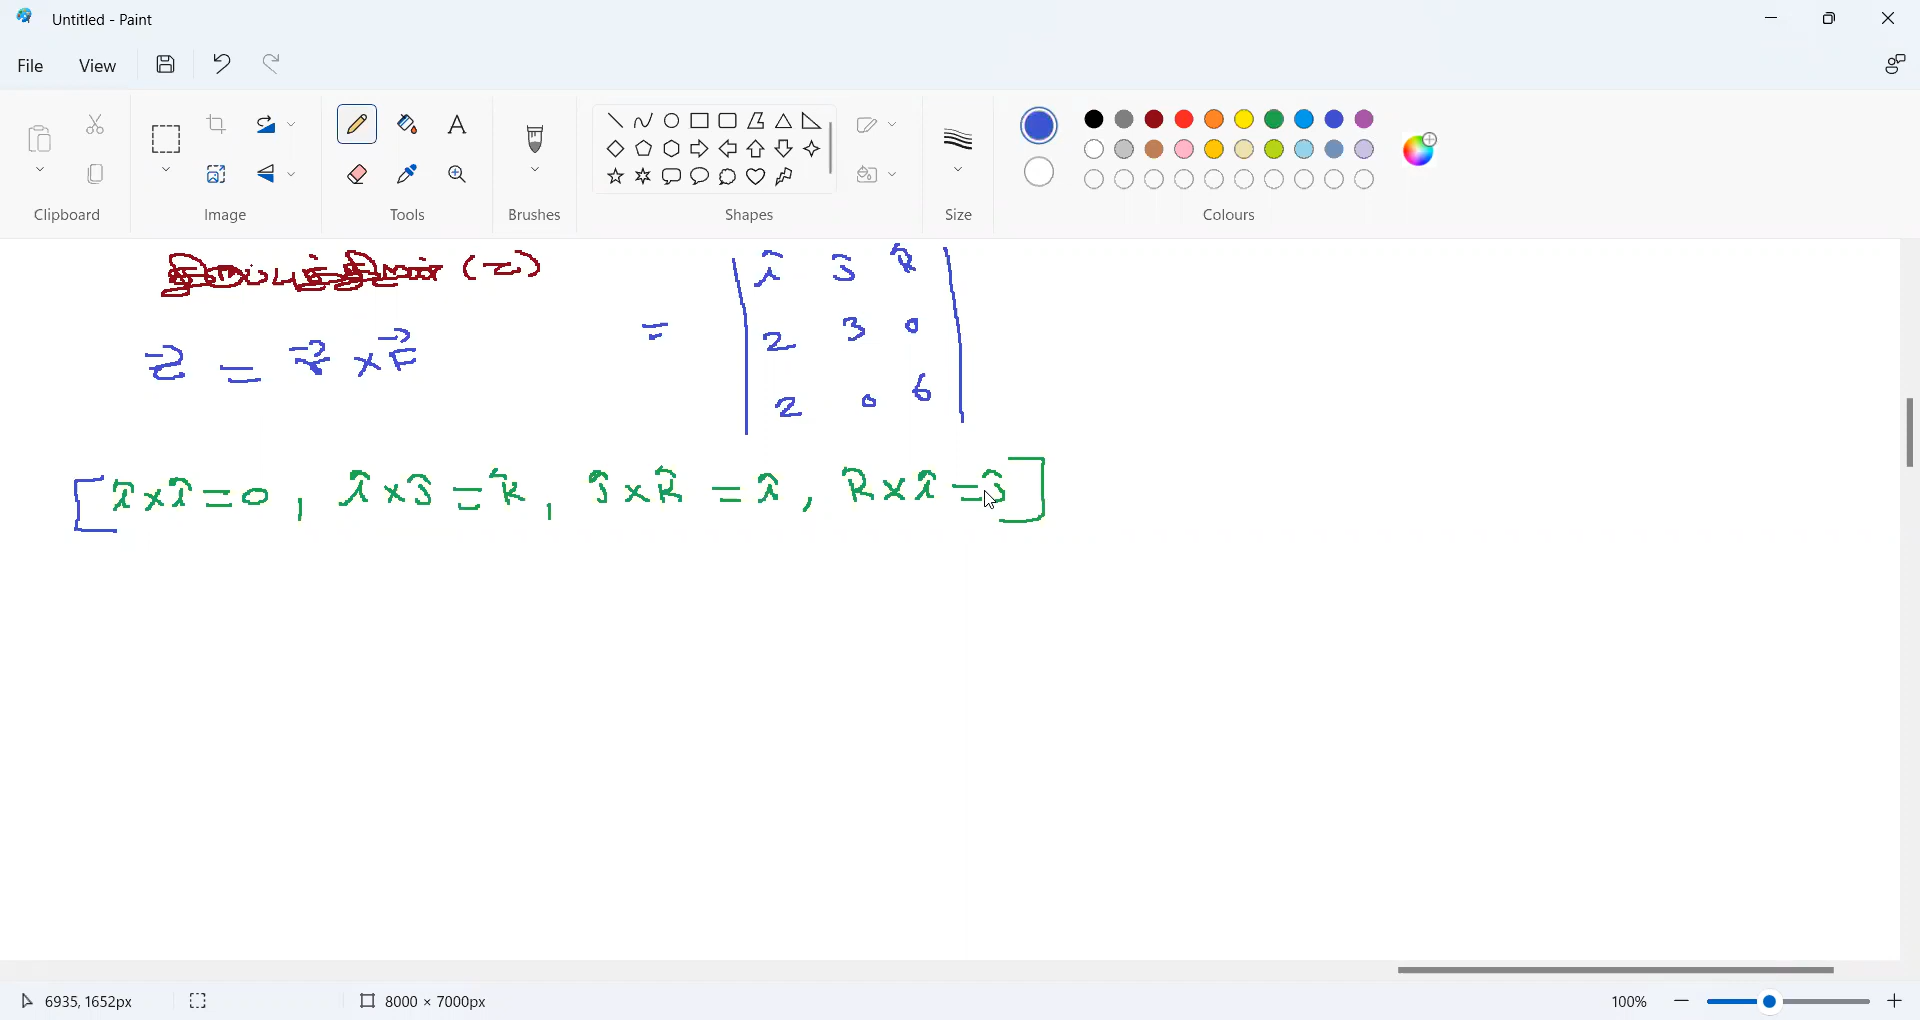 Untitled - Paint
File View
Clipboard Image Tools Brushes Shapes Size Colours
A
(z)
î ĵ k̂
= 2 3 0
2 0 6
= × F
[î×î=0, î×ĵ=k̂, ĵ×k̂=î, k×î=ĵ]
6935, 1652px 8000 × 7000px 100%